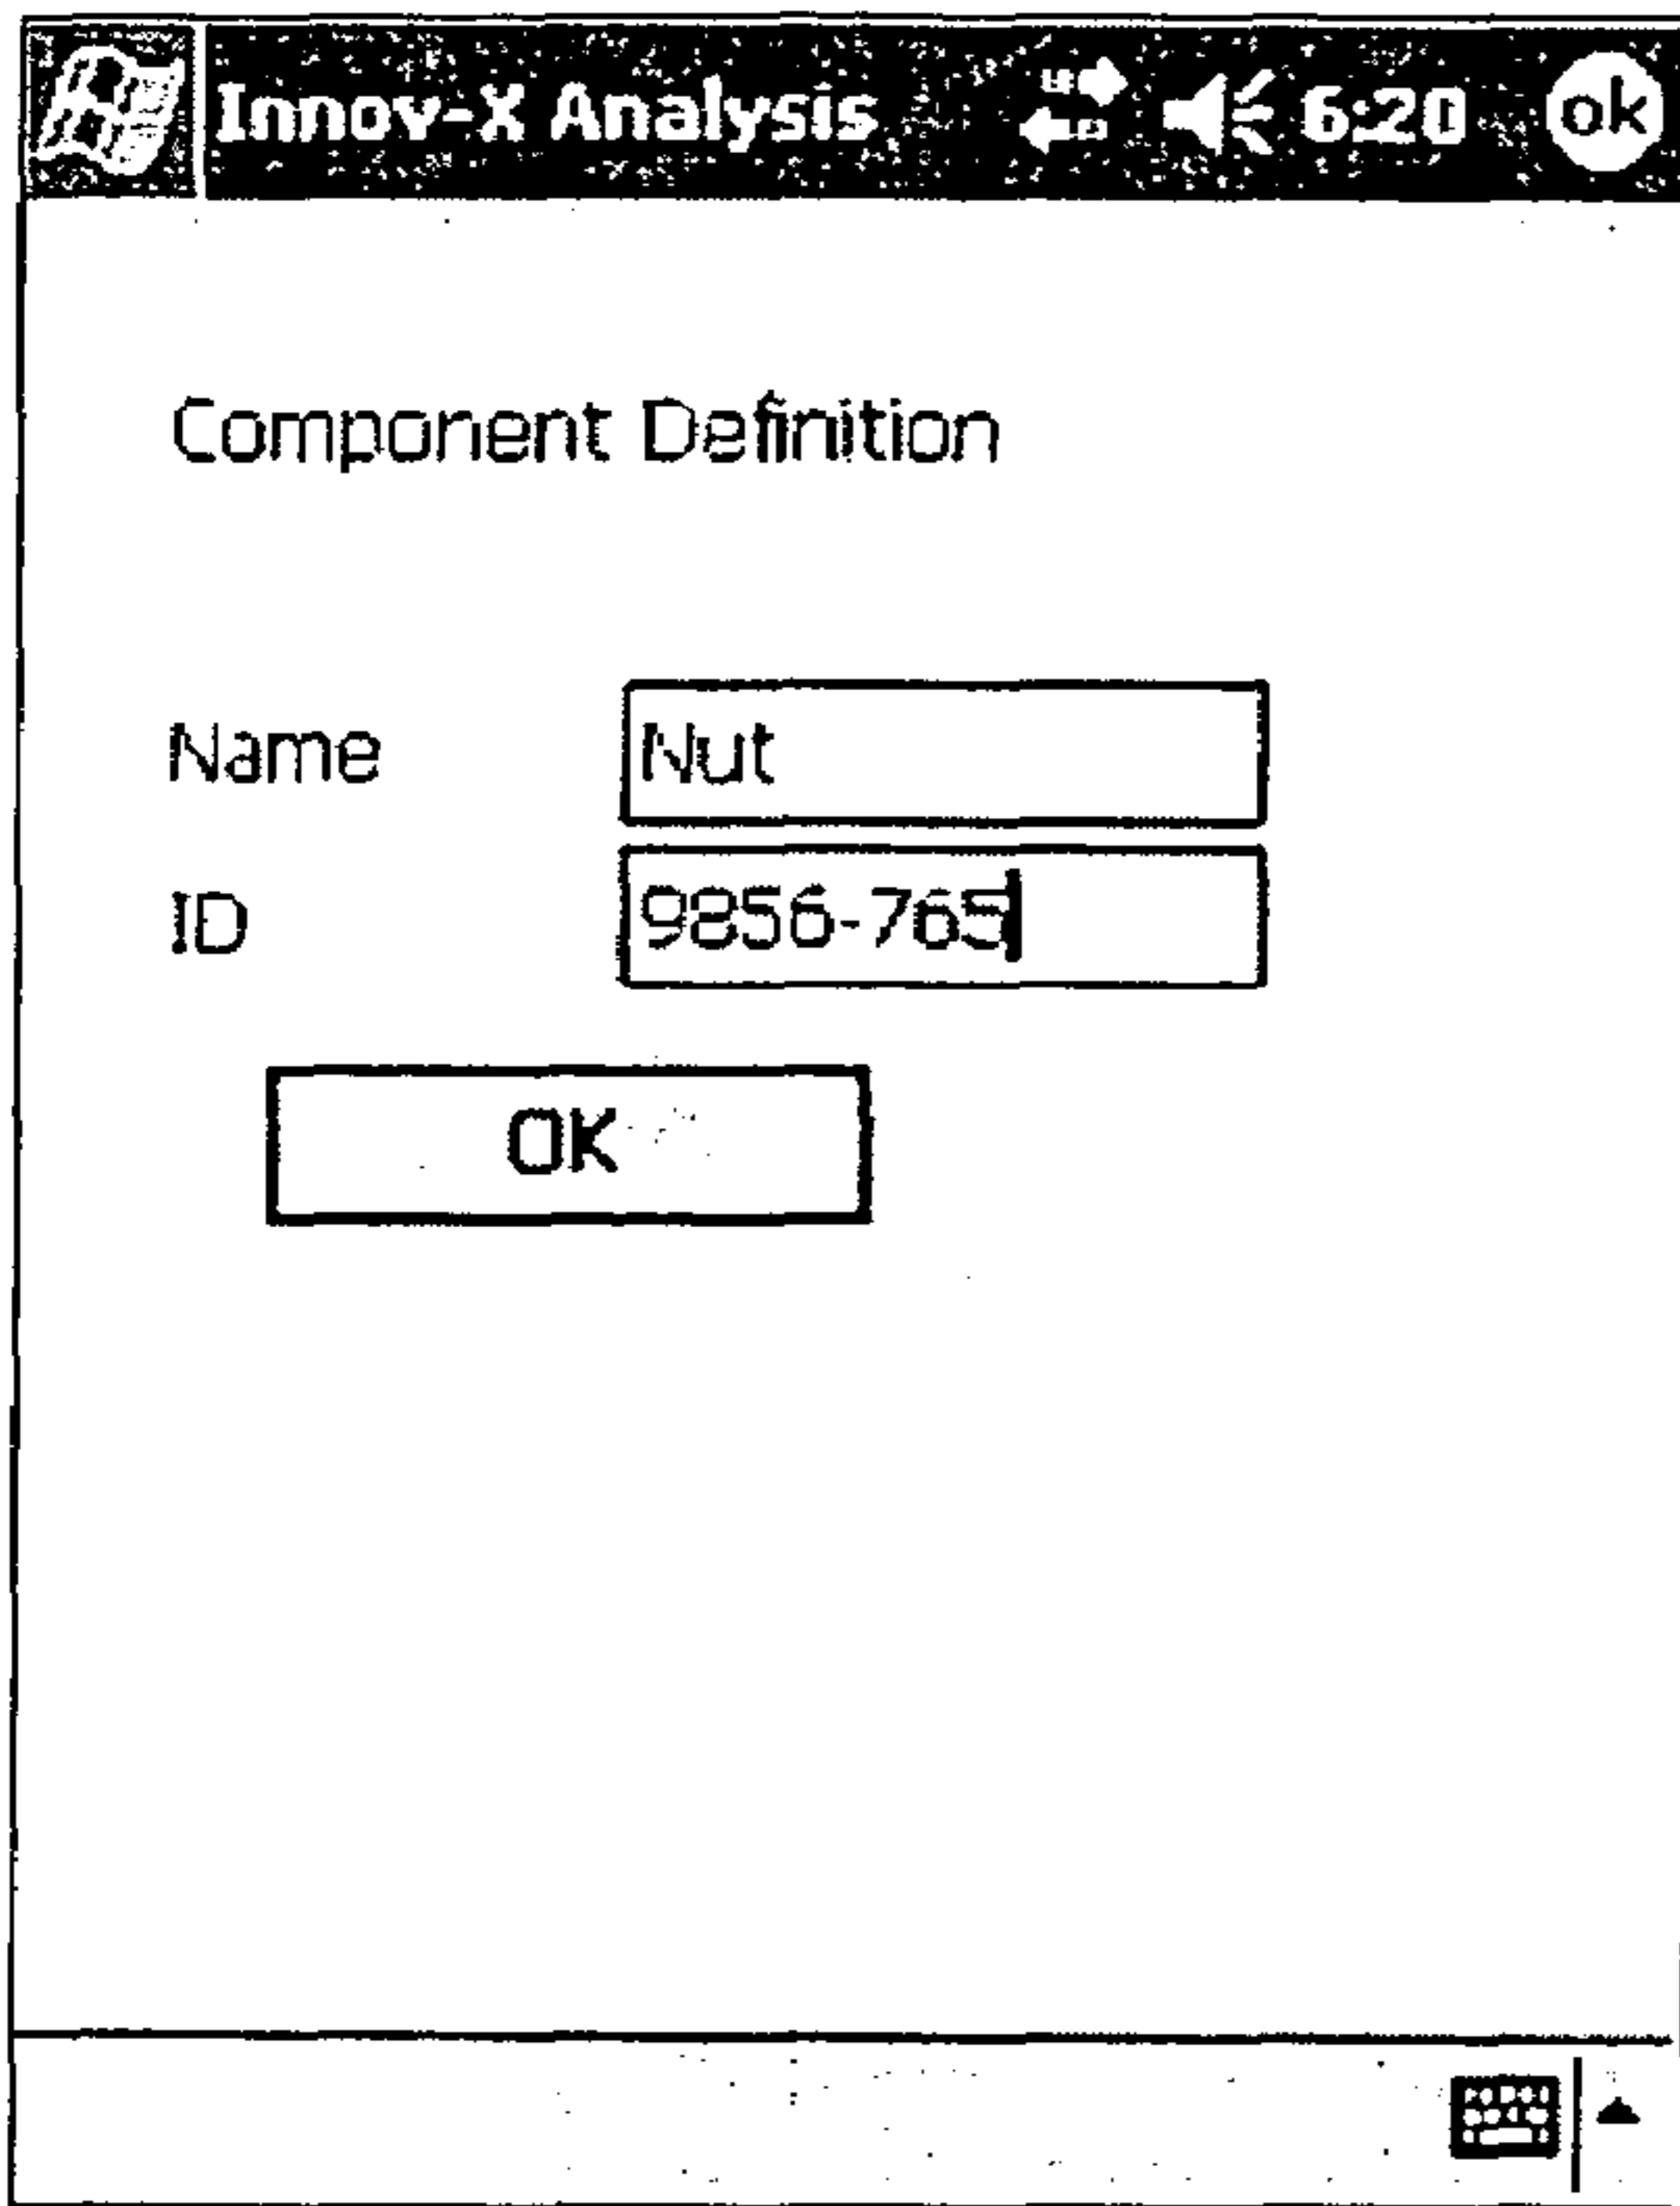 Innov-X Analysis 6:20 ok
Component Definition
Name Nut
ID 9856-765
OK